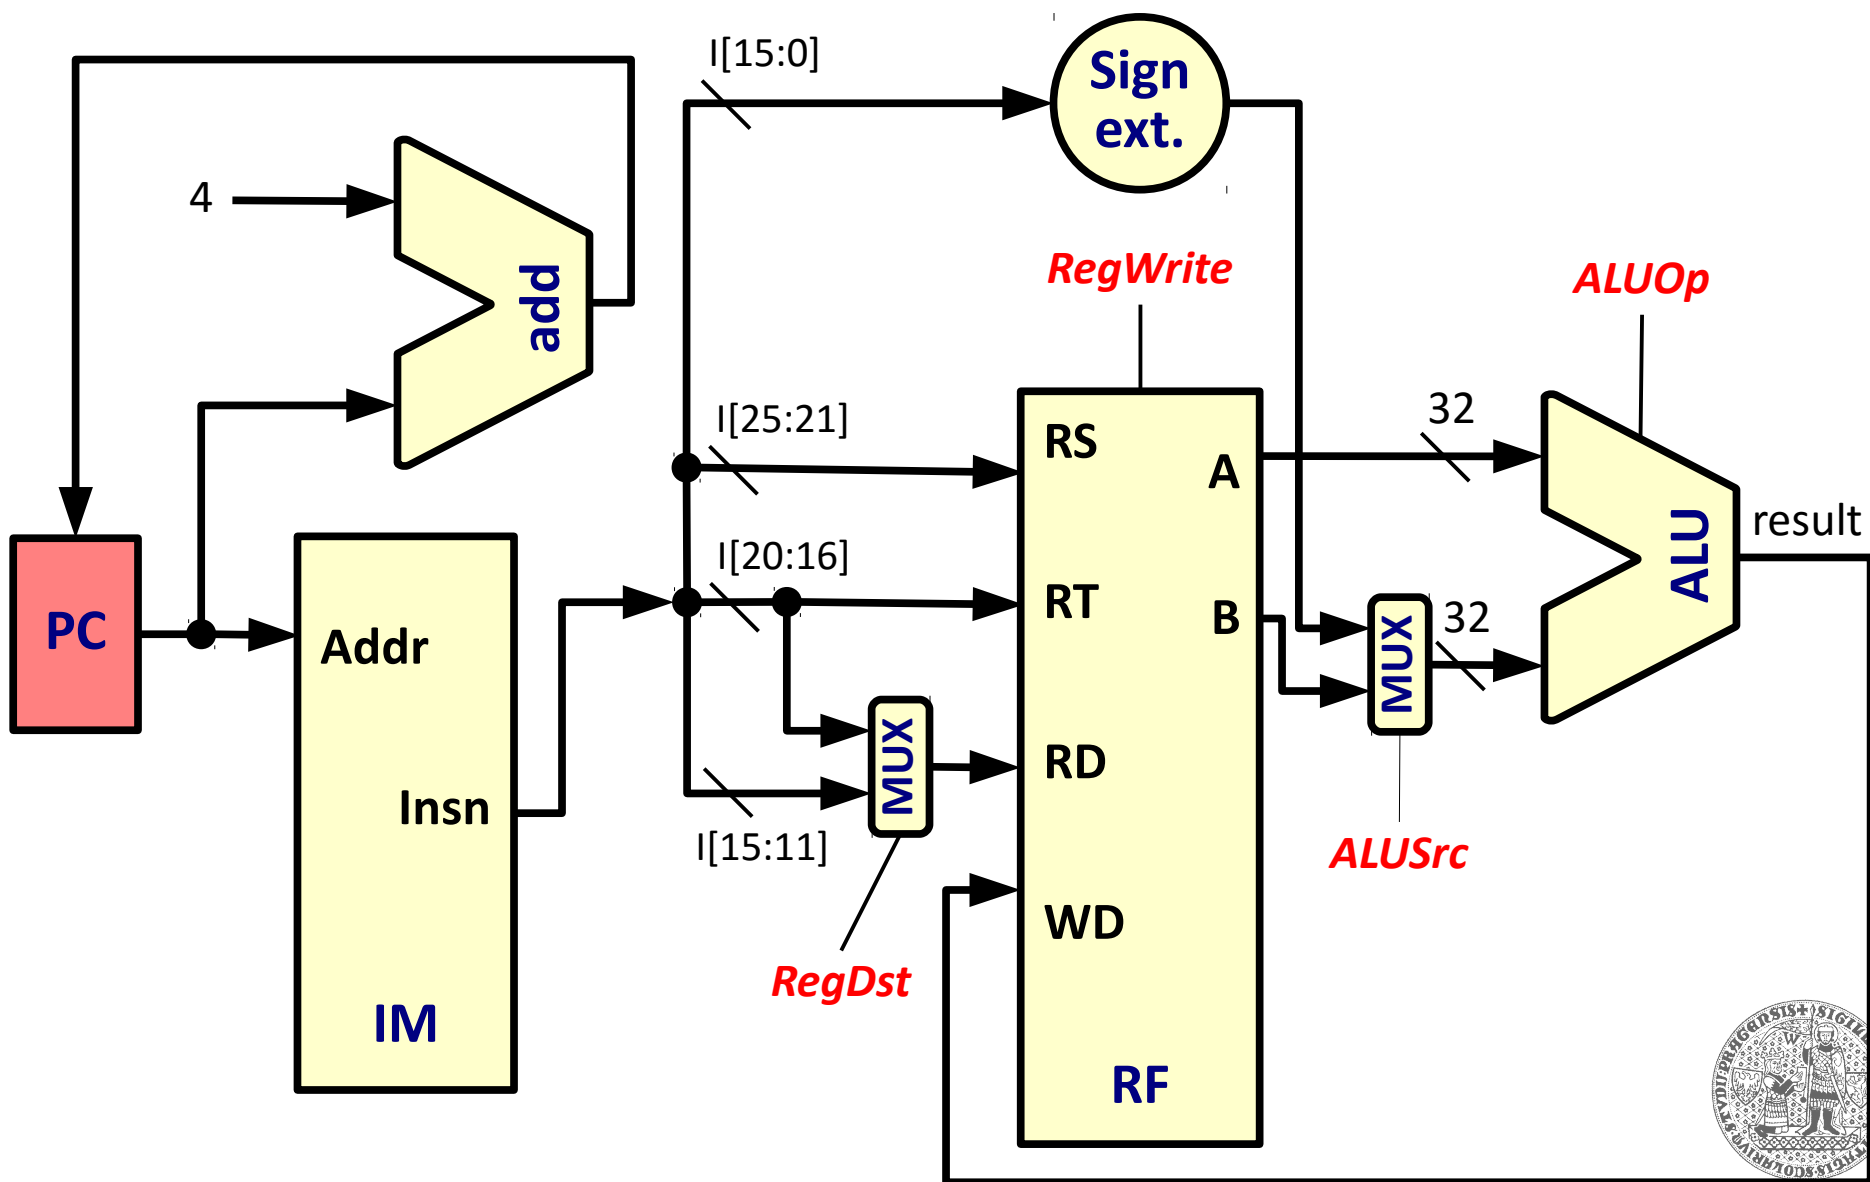 I[15:0]
Sign
ext.
4
add
RegWrite
ALUOp
I[25:21]
RS
A
32
ALU
result
PC
Addr
I[20:16]
RT
B
MUX
32
MUX
RD
Insn
I[15:11]
ALUSrc
WD
RegDst
IM
RF